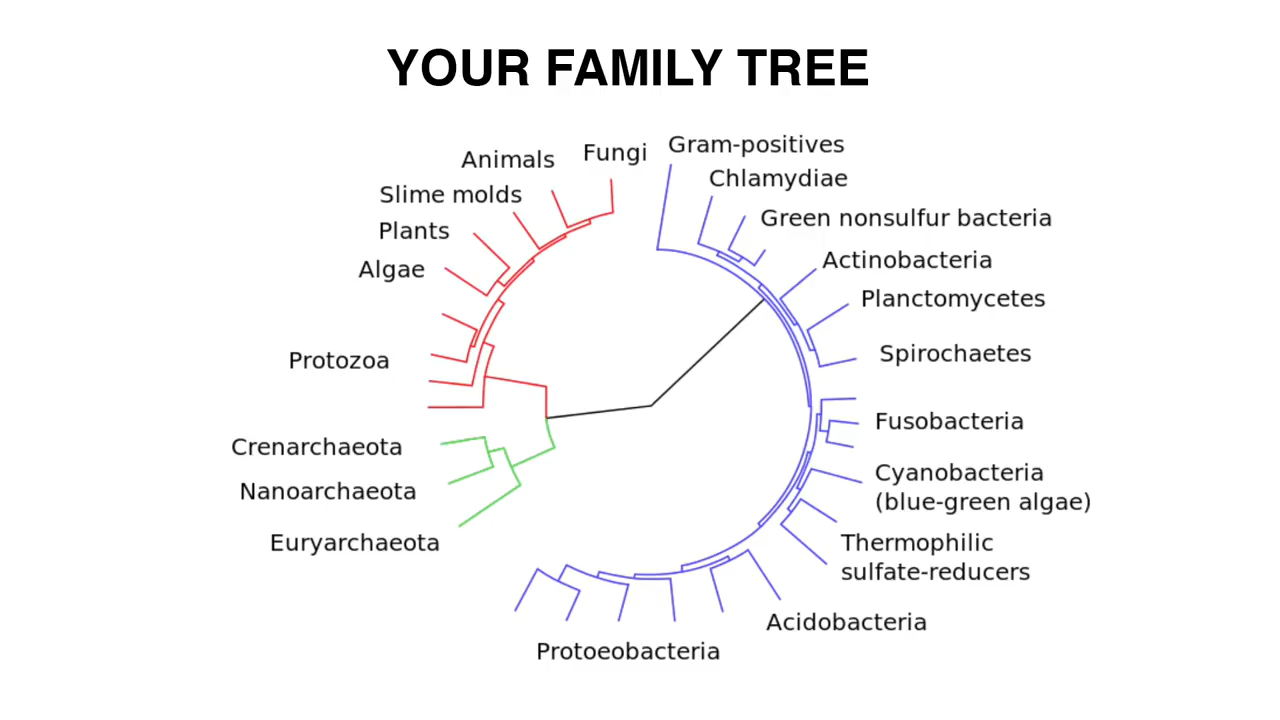 YOUR FAMILY TREE
Gram-positives
Fungi
Animals
Chlamydiae
Slime molds
Green nonsulfur bacteria
Plants
Actinobacteria
Algae
Planctomycetes
Spirochaetes
Protozoa
Fusobacteria
Crenarchaeota
Cyanobacteria
(blue-green algae)
Nanoarchaeota
Euryarchaeota
Thermophilic
sulfate-reducers
Acidobacteria
Protoeobacteria